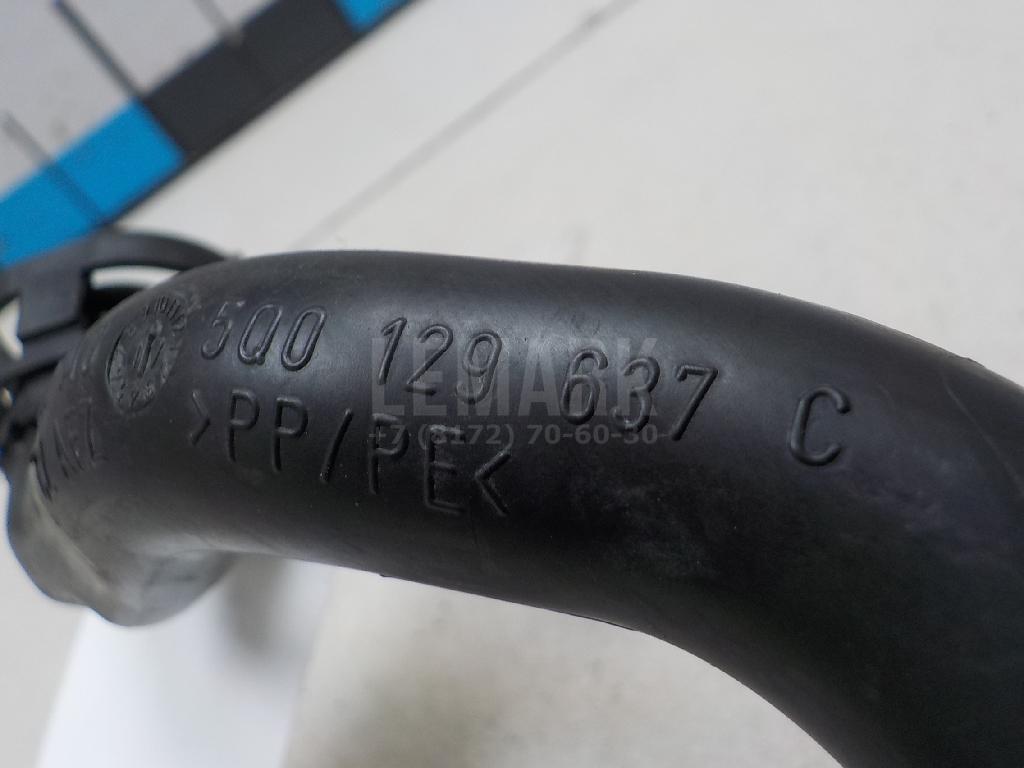 5Q0 129 637 C
>PP/PE<
LEMARK
+7 (8172) 70-60-30